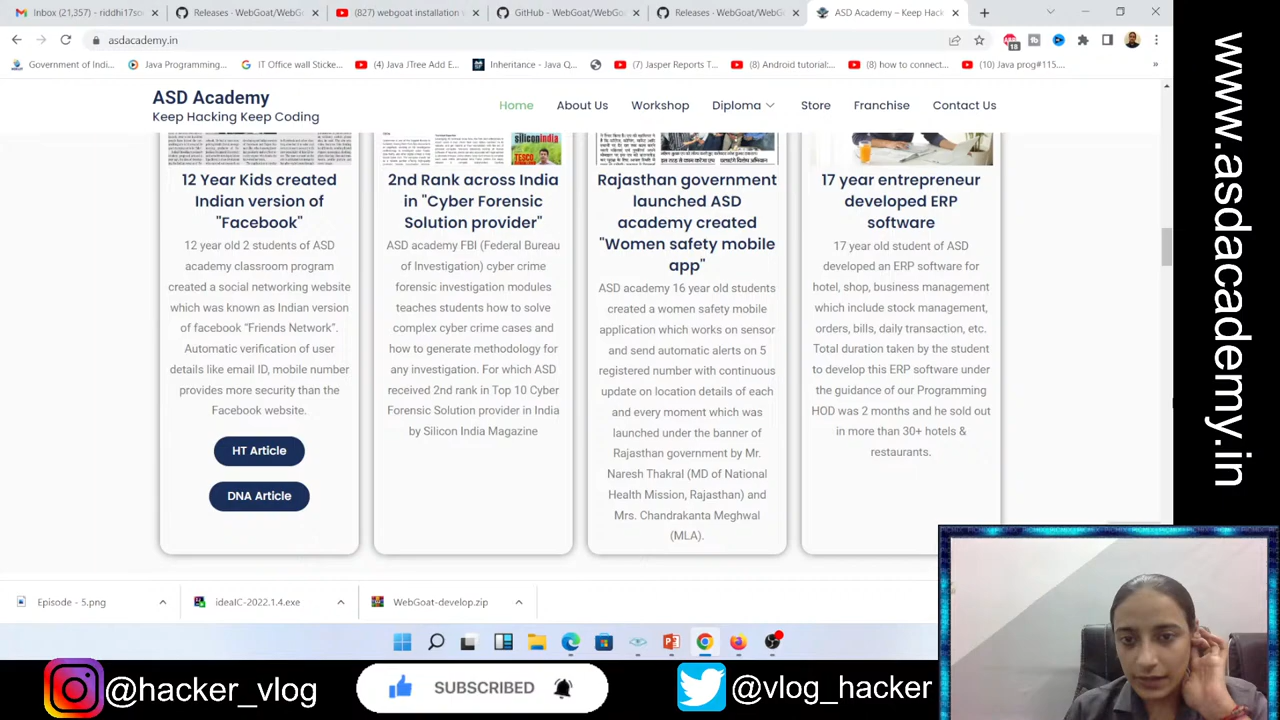 Inbox (21,357) - riddhi17soc
Releases · WebGoat/WebG
(827) webgoat installation
GitHub - WebGoat/WebGo
Releases · WebGoat/WebG
ASD Academy – Keep Hack
asdacademy.in
18
Government of Indi...
Java Programming...
IT Office wall Sticke...
(4) Java JTree Add E...
Inheritance - Java Q...
(7) Jasper Reports T...
(8) Android tutorial:...
(8) how to connect...
(10) Java prog#115....
ASD Academy
Keep Hacking Keep Coding
Home
About Us
Workshop
Diploma
Store
Franchise
Contact Us
siliconindia
TESCO
12 Year Kids created
Indian version of
"Facebook"
12 year old 2 students of ASD
academy classroom program
created a social networking website
which was known as Indian version
of facebook “Friends Network”.
Automatic verification of user
details like email ID, mobile number
provides more security than the
Facebook website.
HT Article
DNA Article
2nd Rank across India
in "Cyber Forensic
Solution provider"
ASD academy FBI (Federal Bureau
of Investigation) cyber crime
forensic investigation modules
teaches students how to solve
complex cyber crime cases and
how to generate methodology for
any investigation. For which ASD
received 2nd rank in Top 10 Cyber
Forensic Solution provider in India
by Silicon India Magazine
Rajasthan government
launched ASD
academy created
"Women safety mobile
app"
ASD academy 16 year old students
created a women safety mobile
application which works on sensor
and send automatic alerts on 5
registered number with continuous
update on location details of each
and every moment which was
launched under the banner of
Rajasthan government by Mr.
Naresh Thakral (MD of National
Health Mission, Rajasthan) and
Mrs. Chandrakanta Meghwal
(MLA).
17 year entrepreneur
developed ERP
software
17 year old student of ASD
developed an ERP software for
hotel, shop, business management
which include stock management,
orders, bills, daily transaction, etc.
Total duration taken by the student
to develop this ERP software under
the guidance of our Programming
HOD was 2 months and he sold out
in more than 30+ hotels &
restaurants.
www.asdacademy.in
Episode - 5.png
ideaIC-2022.1.4.exe
WebGoat-develop.zip
@hacker_vlog
SUBSCRIBED
@vlog_hacker